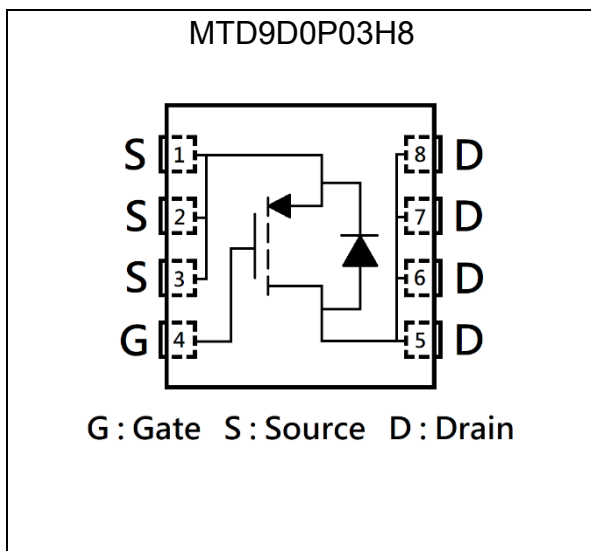 MTD9D0P03H8
S 1 8 D
S 2 7 D
S 3 6 D
G 4 5 D
G : Gate S : Source D : Drain